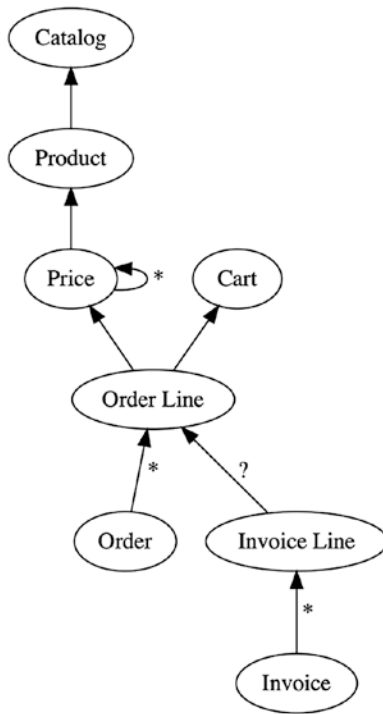 Catalog
Product
Price
*
Cart
Order Line
*
?
Order
Invoice Line
*
Invoice